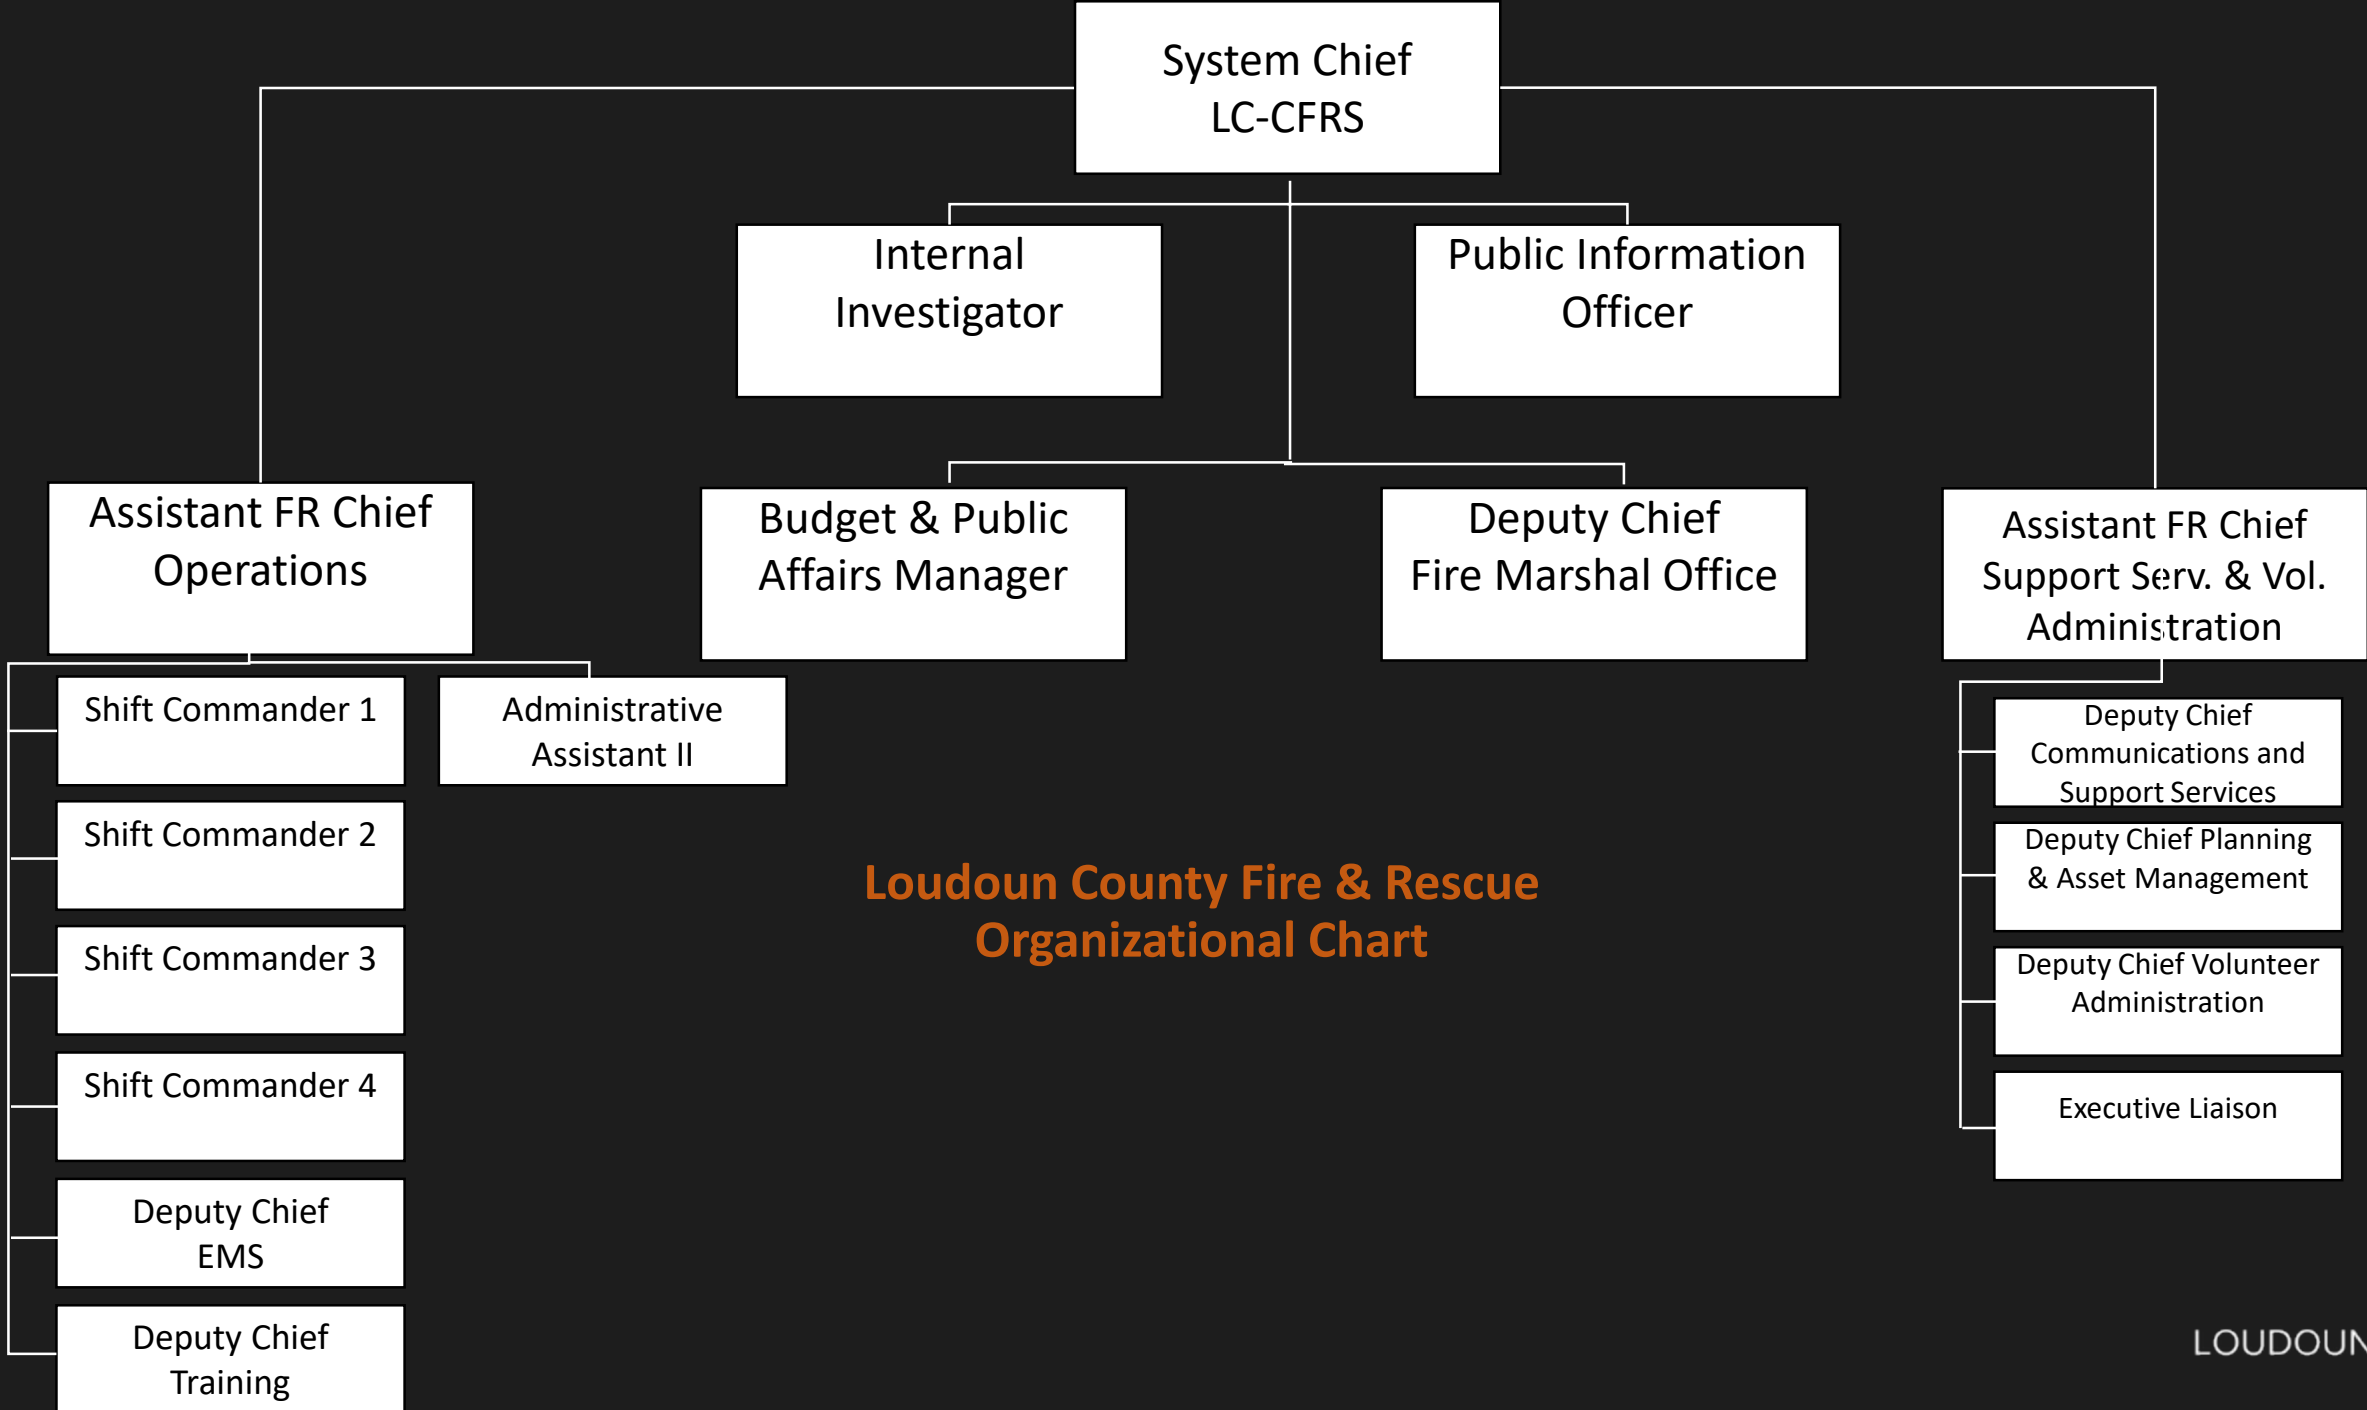 System Chief
LC-CFRS
Internal
Investigator
Public Information
Officer
Assistant FR Chief
Operations
Budget & Public
Affairs Manager
Deputy Chief
Fire Marshal Office
Assistant FR Chief
Support Serv. & Vol.
Administration
Shift Commander 1
Administrative
Assistant II
Shift Commander 2
Shift Commander 3
Shift Commander 4
Deputy Chief
EMS
Deputy Chief
Training
Deputy Chief
Communications and
Support Services
Deputy Chief Planning
& Asset Management
Deputy Chief Volunteer
Administration
Executive Liaison
Loudoun County Fire & Rescue
Organizational Chart
LOUDOUN